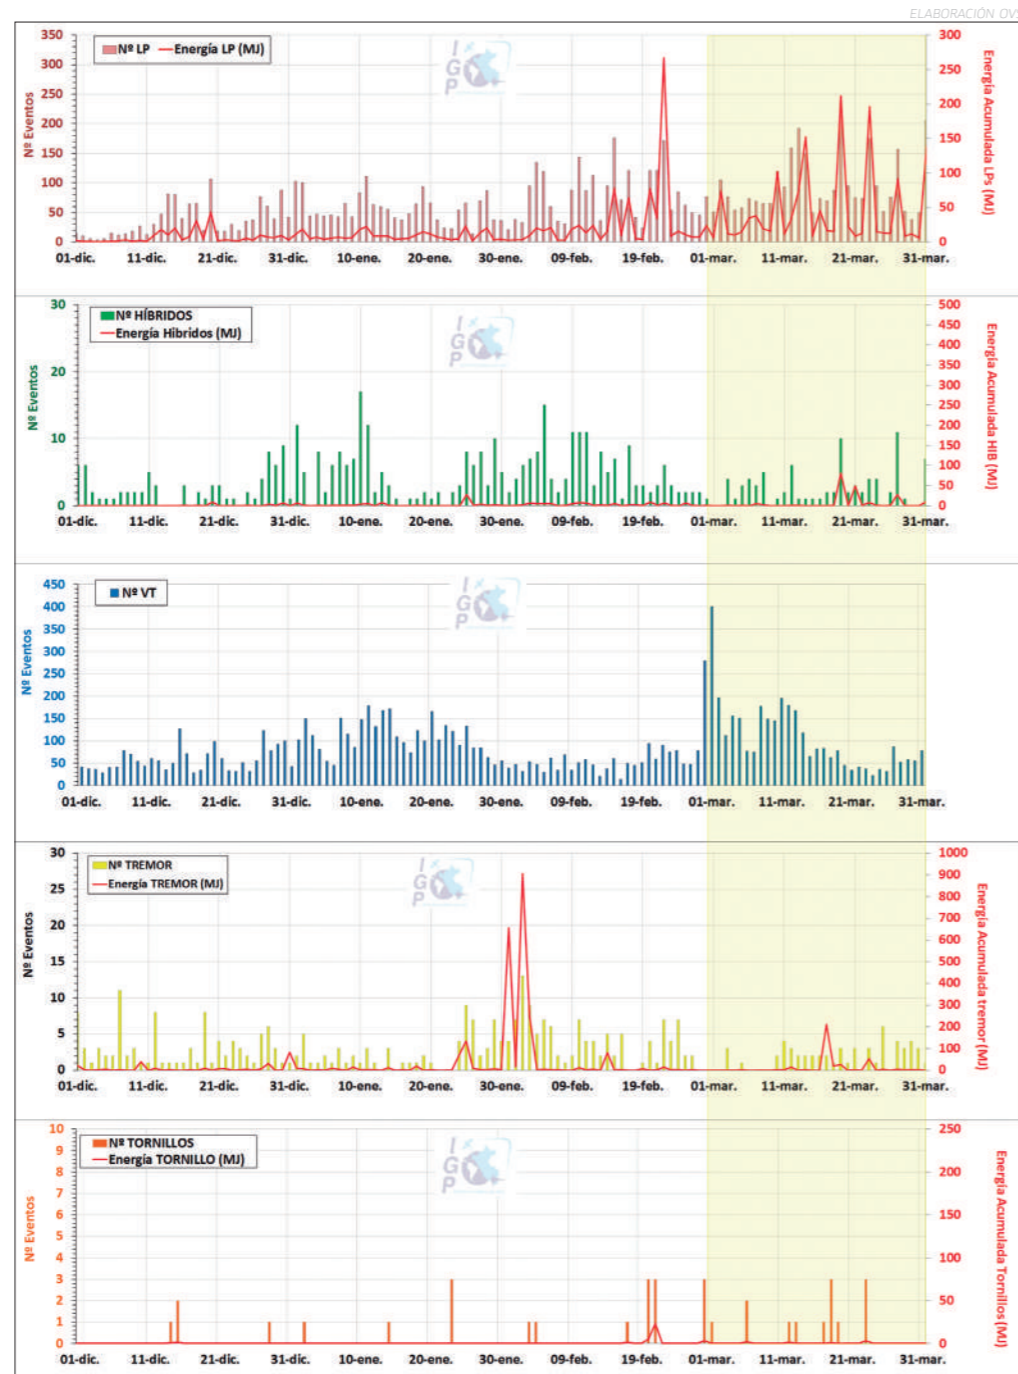 ELABORACIÓN OVS
Nº LP
Energía LP (MJ)
I
G
P
Nº Eventos
350
300
250
200
150
100
50
0
300
250
200
150
100
50
0
Energía Acumulada LPs (MJ)
01-dic. 11-dic. 21-dic. 31-dic. 10-ene. 20-ene. 30-ene. 09-feb. 19-feb. 01-mar. 11-mar. 21-mar. 31-mar.
Nº HÍBRIDOS
Energía Híbridos (MJ)
I
G
P
Nº Eventos
30
20
10
0
500
450
400
350
300
250
200
150
100
50
0
Energía Acumulada HIB (MJ)
01-dic. 11-dic. 21-dic. 31-dic. 10-ene. 20-ene. 30-ene. 09-feb. 19-feb. 01-mar. 11-mar. 21-mar. 31-mar.
Nº VT
I
G
P
Nº Eventos
450
400
350
300
250
200
150
100
50
0
01-dic. 11-dic. 21-dic. 31-dic. 10-ene. 20-ene. 30-ene. 09-feb. 19-feb. 01-mar. 11-mar. 21-mar. 31-mar.
Nº TREMOR
Energía TREMOR (MJ)
I
G
P
Nº Eventos
30
25
20
15
10
5
0
1000
900
800
700
600
500
400
300
200
100
0
Energía Acumulada tremor (MJ)
01-dic. 11-dic. 21-dic. 31-dic. 10-ene. 20-ene. 30-ene. 09-feb. 19-feb. 01-mar. 11-mar. 21-mar. 31-mar.
Nº TORNILLOS
Energía TORNILLO (MJ)
I
G
P
Nº Eventos
10
9
8
7
6
5
4
3
2
1
0
250
200
150
100
50
0
Energía Acumulada Tornillos (MJ)
01-dic. 11-dic. 21-dic. 31-dic. 10-ene. 20-ene. 30-ene. 09-feb. 19-feb. 01-mar. 11-mar. 21-mar. 31-mar.